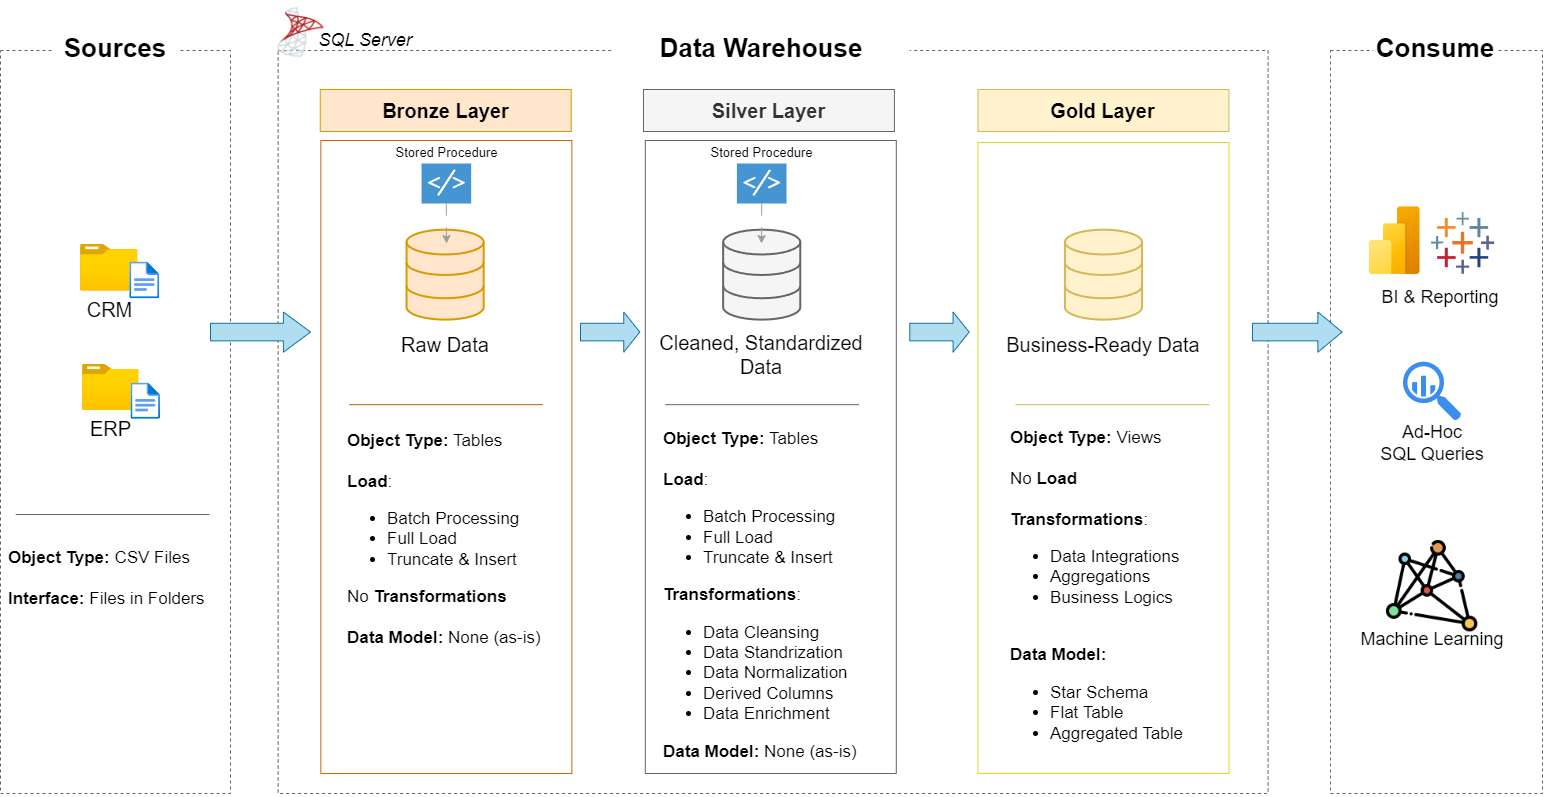 Sources
CRM
ERP
Object Type: CSV Files
Interface: Files in Folders
SQL Server
Data Warehouse
Bronze Layer
Stored Procedure
</>
Raw Data
Object Type: Tables
Load:
• Batch Processing
• Full Load
• Truncate & Insert
No Transformations
Data Model: None (as-is)
Silver Layer
Stored Procedure
</>
Cleaned, Standardized
Data
Object Type: Tables
Load:
• Batch Processing
• Full Load
• Truncate & Insert
Transformations:
• Data Cleansing
• Data Standrization
• Data Normalization
• Derived Columns
• Data Enrichment
Data Model: None (as-is)
Gold Layer
Business-Ready Data
Object Type: Views
No Load
Transformations:
• Data Integrations
• Aggregations
• Business Logics
Data Model:
• Star Schema
• Flat Table
• Aggregated Table
Consume
BI & Reporting
Ad-Hoc
SQL Queries
Machine Learning